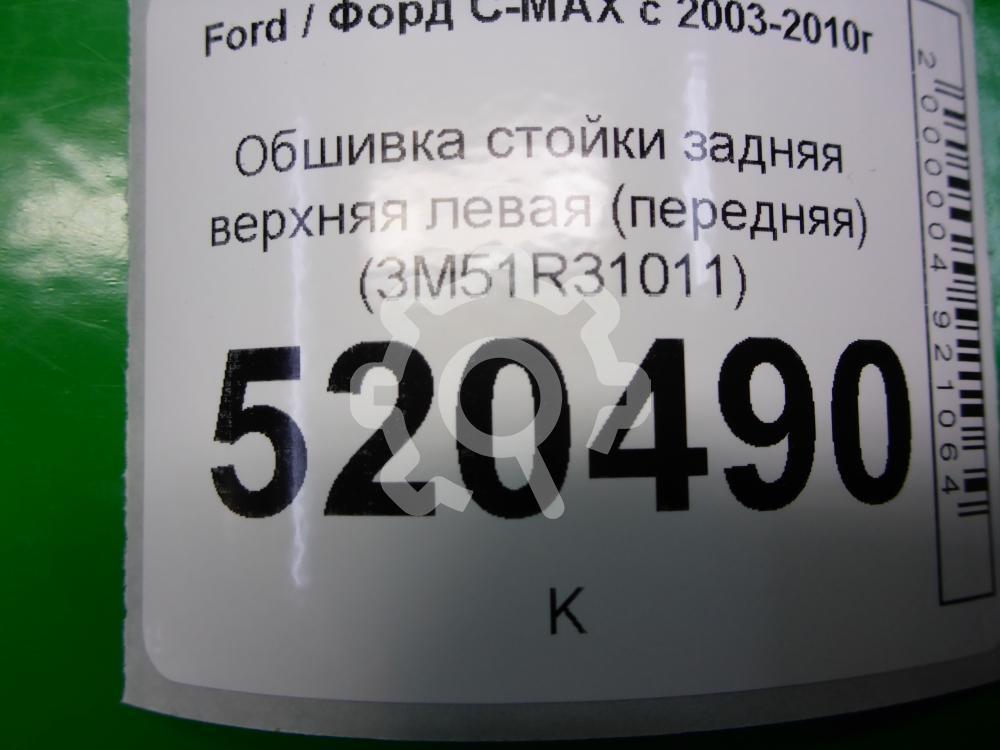 Ford / Форд C-MAX с 2003-2010г
Обшивка стойки задняя
верхняя левая (передняя)
(3M51R31011)
520490
К
2000004921064